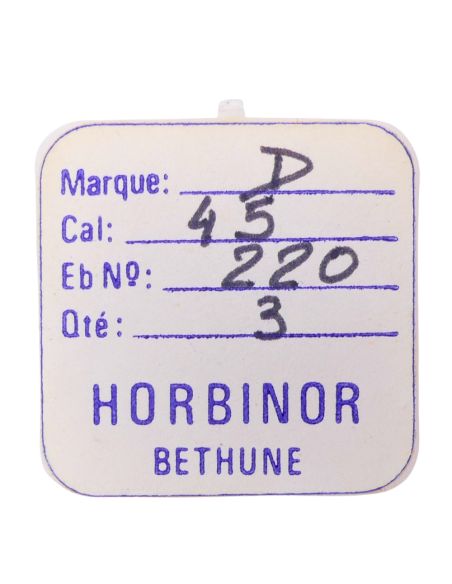 Marque: D
Cal: 45
Eb Nº: 220
Qté: 3
HORBINOR
BETHUNE